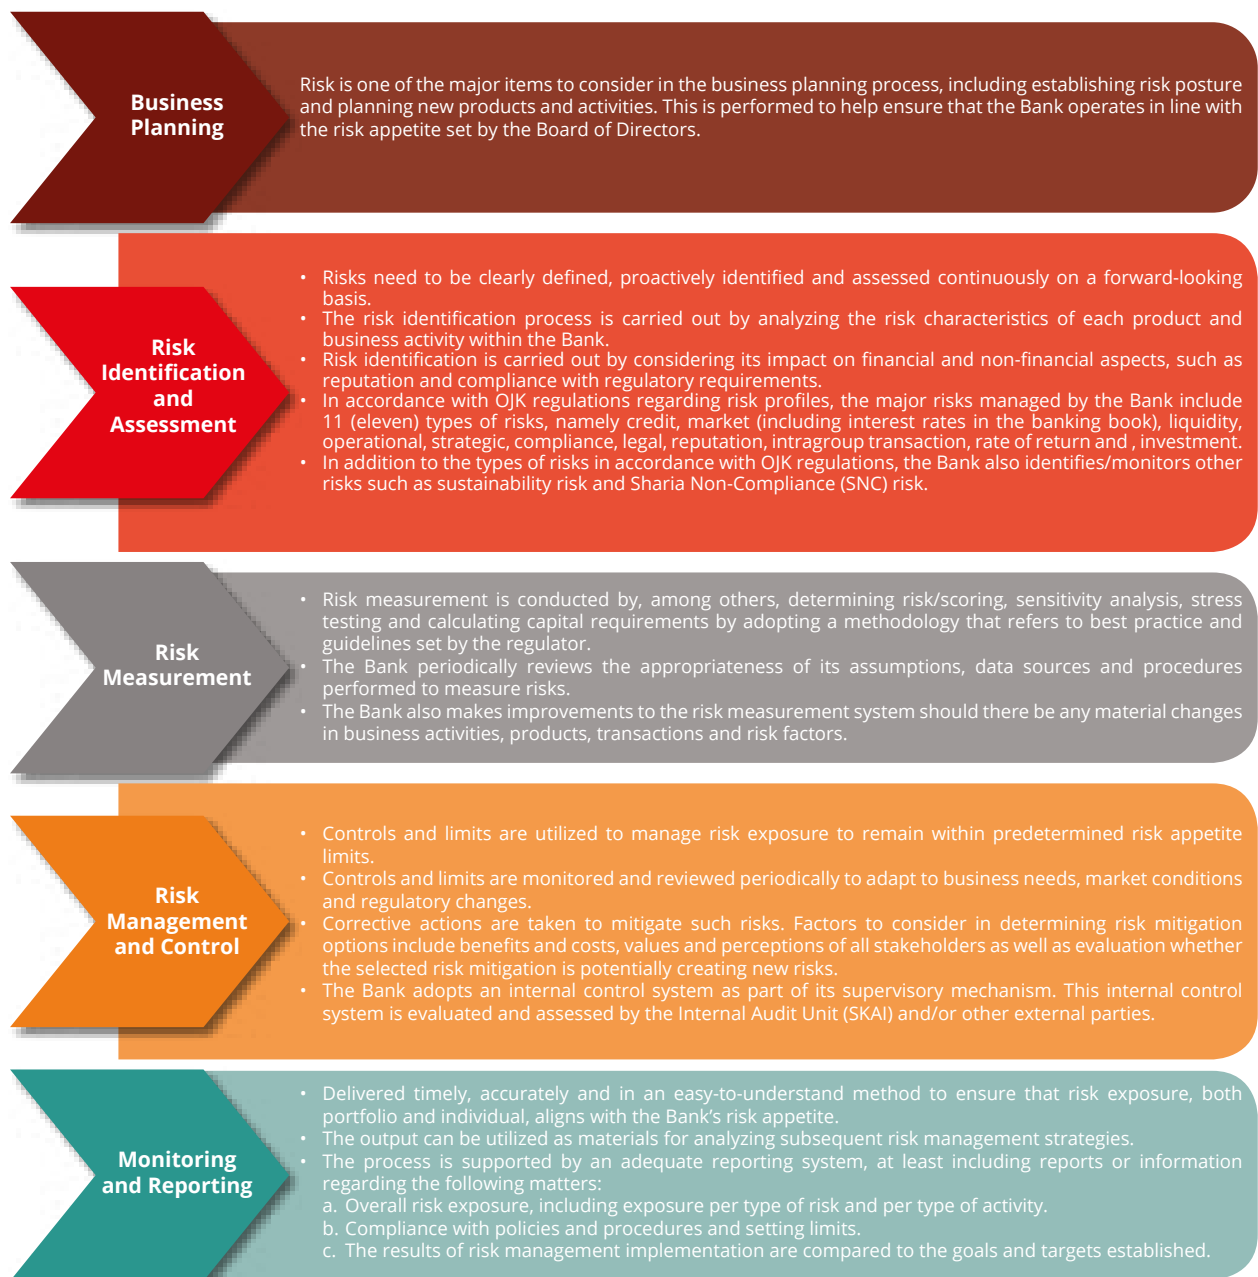 Business
Planning
Risk is one of the major items to consider in the business planning process, including establishing risk posture
and planning new products and activities. This is performed to help ensure that the Bank operates in line with
the risk appetite set by the Board of Directors.
Risk
Identification
and
Assessment
• Risks need to be clearly defined, proactively identified and assessed continuously on a forward-looking
basis.
• The risk identification process is carried out by analyzing the risk characteristics of each product and
business activity within the Bank.
• Risk identification is carried out by considering its impact on financial and non-financial aspects, such as
reputation and compliance with regulatory requirements.
• In accordance with OJK regulations regarding risk profiles, the major risks managed by the Bank include
11 (eleven) types of risks, namely credit, market (including interest rates in the banking book), liquidity,
operational, strategic, compliance, legal, reputation, intragroup transaction, rate of return and , investment.
• In addition to the types of risks in accordance with OJK regulations, the Bank also identifies/monitors other
risks such as sustainability risk and Sharia Non-Compliance (SNC) risk.
Risk
Measurement
• Risk measurement is conducted by, among others, determining risk/scoring, sensitivity analysis, stress
testing and calculating capital requirements by adopting a methodology that refers to best practice and
guidelines set by the regulator.
• The Bank periodically reviews the appropriateness of its assumptions, data sources and procedures
performed to measure risks.
• The Bank also makes improvements to the risk measurement system should there be any material changes
in business activities, products, transactions and risk factors.
Risk
Management
and Control
• Controls and limits are utilized to manage risk exposure to remain within predetermined risk appetite
limits.
• Controls and limits are monitored and reviewed periodically to adapt to business needs, market conditions
and regulatory changes.
• Corrective actions are taken to mitigate such risks. Factors to consider in determining risk mitigation
options include benefits and costs, values and perceptions of all stakeholders as well as evaluation whether
the selected risk mitigation is potentially creating new risks.
• The Bank adopts an internal control system as part of its supervisory mechanism. This internal control
system is evaluated and assessed by the Internal Audit Unit (SKAI) and/or other external parties.
Monitoring
and Reporting
• Delivered timely, accurately and in an easy-to-understand method to ensure that risk exposure, both
portfolio and individual, aligns with the Bank's risk appetite.
• The output can be utilized as materials for analyzing subsequent risk management strategies.
• The process is supported by an adequate reporting system, at least including reports or information
regarding the following matters:
a. Overall risk exposure, including exposure per type of risk and per type of activity.
b. Compliance with policies and procedures and setting limits.
c. The results of risk management implementation are compared to the goals and targets established.